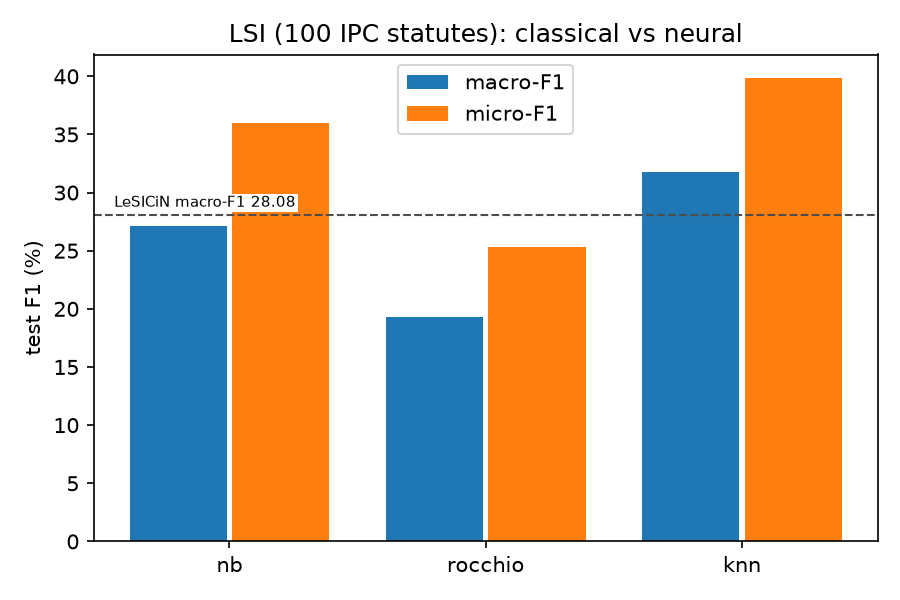 LSI (100 IPC statutes): classical vs neural
macro-F1
micro-F1
LeSICiN macro-F1 28.08
test F1 (%)
40
35
30
25
20
15
10
5
0
nb
rocchio
knn